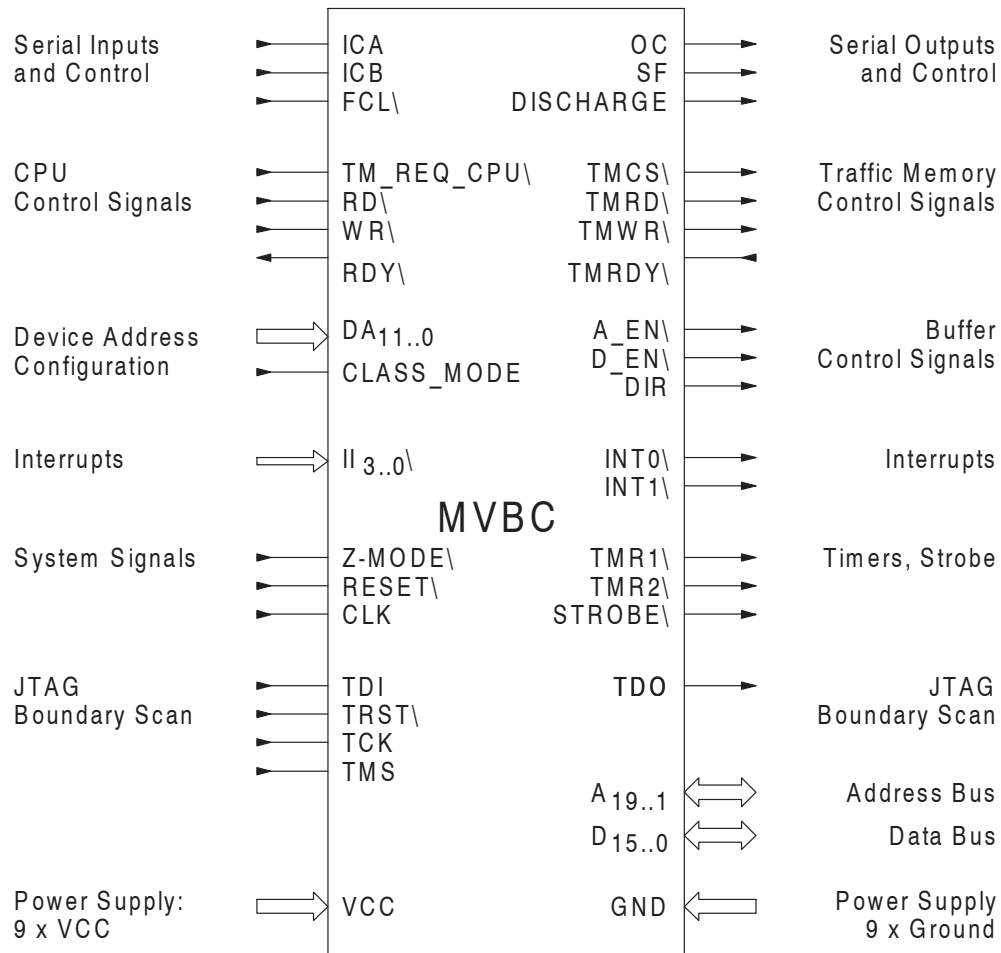 Serial Inputs
and Control
ICA
ICB
FCL\
OC
SF
DISCHARGE
Serial Outputs
and Control
CPU
Control Signals
TM_REQ_CPU\
RD\
WR\
RDY\
TMCS\
TMRD\
TMWR\
TMRDY\
Traffic Memory
Control Signals
Device Address
Configuration
DA11..0
CLASS_MODE
A_EN\
D_EN\
DIR
Buffer
Control Signals
Interrupts
II 3..0\
INT0\
INT1\
Interrupts
MVBC
System Signals
Z-MODE\
RESET\
CLK
TMR1\
TMR2\
STROBE\
Timers, Strobe
JTAG
Boundary Scan
TDI
TRST\
TCK
TMS
TDO
JTAG
Boundary Scan
A 19..1
Address Bus
D 15..0
Data Bus
Power Supply:
9 x VCC
VCC
GND
Power Supply
9 x Ground